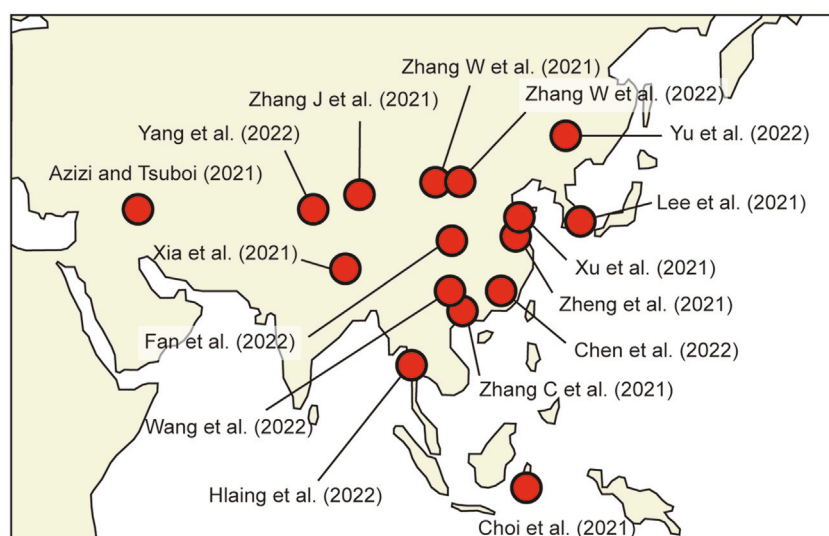 Zhang W et al. (2021)
Zhang W et al. (2022)
Zhang J et al. (2021)
Yang et al. (2022)
Yu et al. (2022)
Azizi and Tsuboi (2021)
Lee et al. (2021)
Xia et al. (2021)
Xu et al. (2021)
Zheng et al. (2021)
Fan et al. (2022)
Chen et al. (2022)
Zhang C et al. (2021)
Wang et al. (2022)
Hlaing et al. (2022)
Choi et al. (2021)